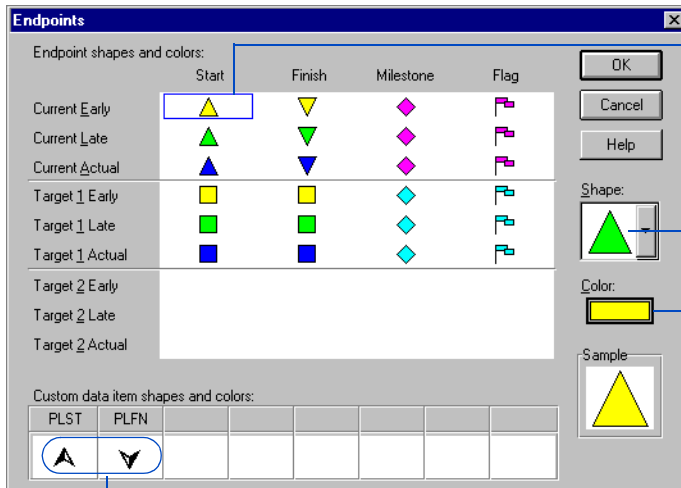 Endpoints
Endpoint shapes and colors:
Start Finish Milestone Flag
Current Early
Current Late
Current Actual
Target 1 Early
Target 1 Late
Target 1 Actual
Target 2 Early
Target 2 Late
Target 2 Actual
Custom data item shapes and colors:
PLST PLFN
OK
Cancel
Help
Shape:
Color:
Sample